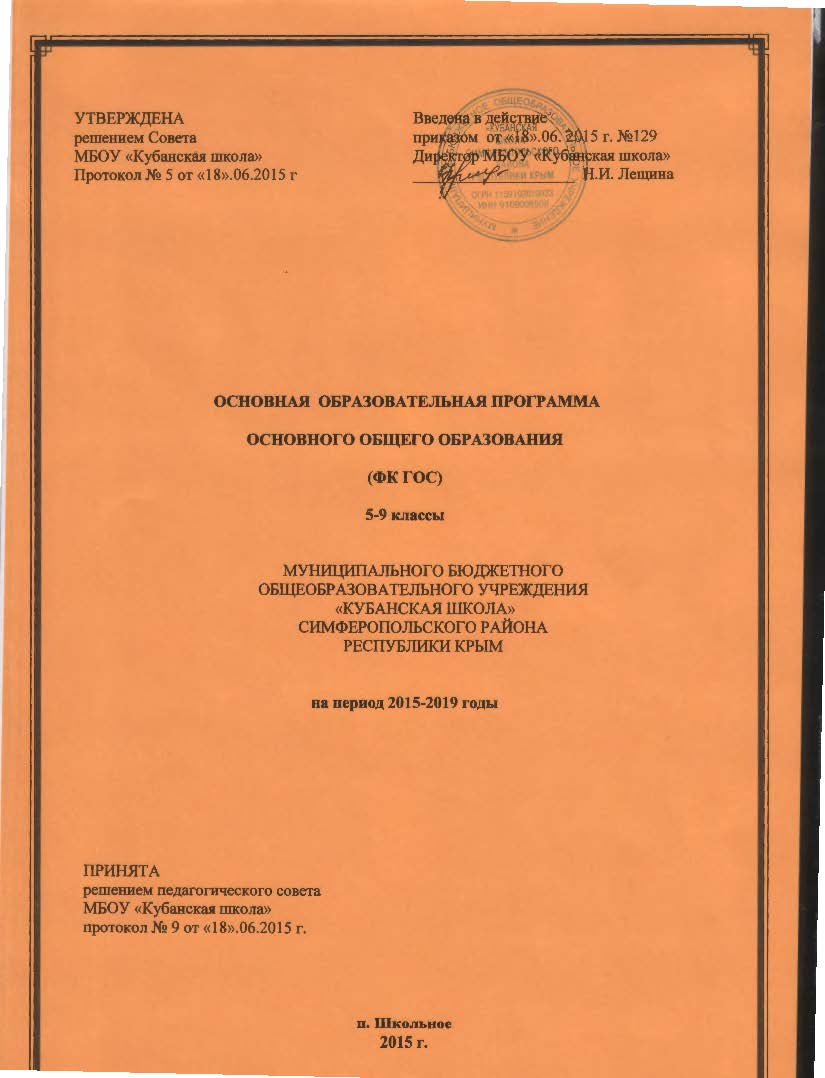 УТВЕРЖДЕНА
решением Совета
МБОУ «Кубанская школа»
Протокол № 5 от «18».06.2015 г
Введена в действие
приказом от «18».06. 2015 г. №129
Директор МБОУ «Кубанская школа»
Н.И. Лещина
ОСНОВНАЯ ОБРАЗОВАТЕЛЬНАЯ ПРОГРАММА
ОСНОВНОГО ОБЩЕГО ОБРАЗОВАНИЯ
(ФК ГОС)
5-9 классы
МУНИЦИПАЛЬНОГО БЮДЖЕТНОГО
ОБЩЕОБРАЗОВАТЕЛЬНОГО УЧРЕЖДЕНИЯ
«КУБАНСКАЯ ШКОЛА»
СИМФЕРОПОЛЬСКОГО РАЙОНА
РЕСПУБЛИКИ КРЫМ
на период 2015-2019 годы
ПРИНЯТА
решением педагогического совета
МБОУ «Кубанская школа»
протокол № 9 от «18».06.2015 г.
п. Школьное
2015 г.